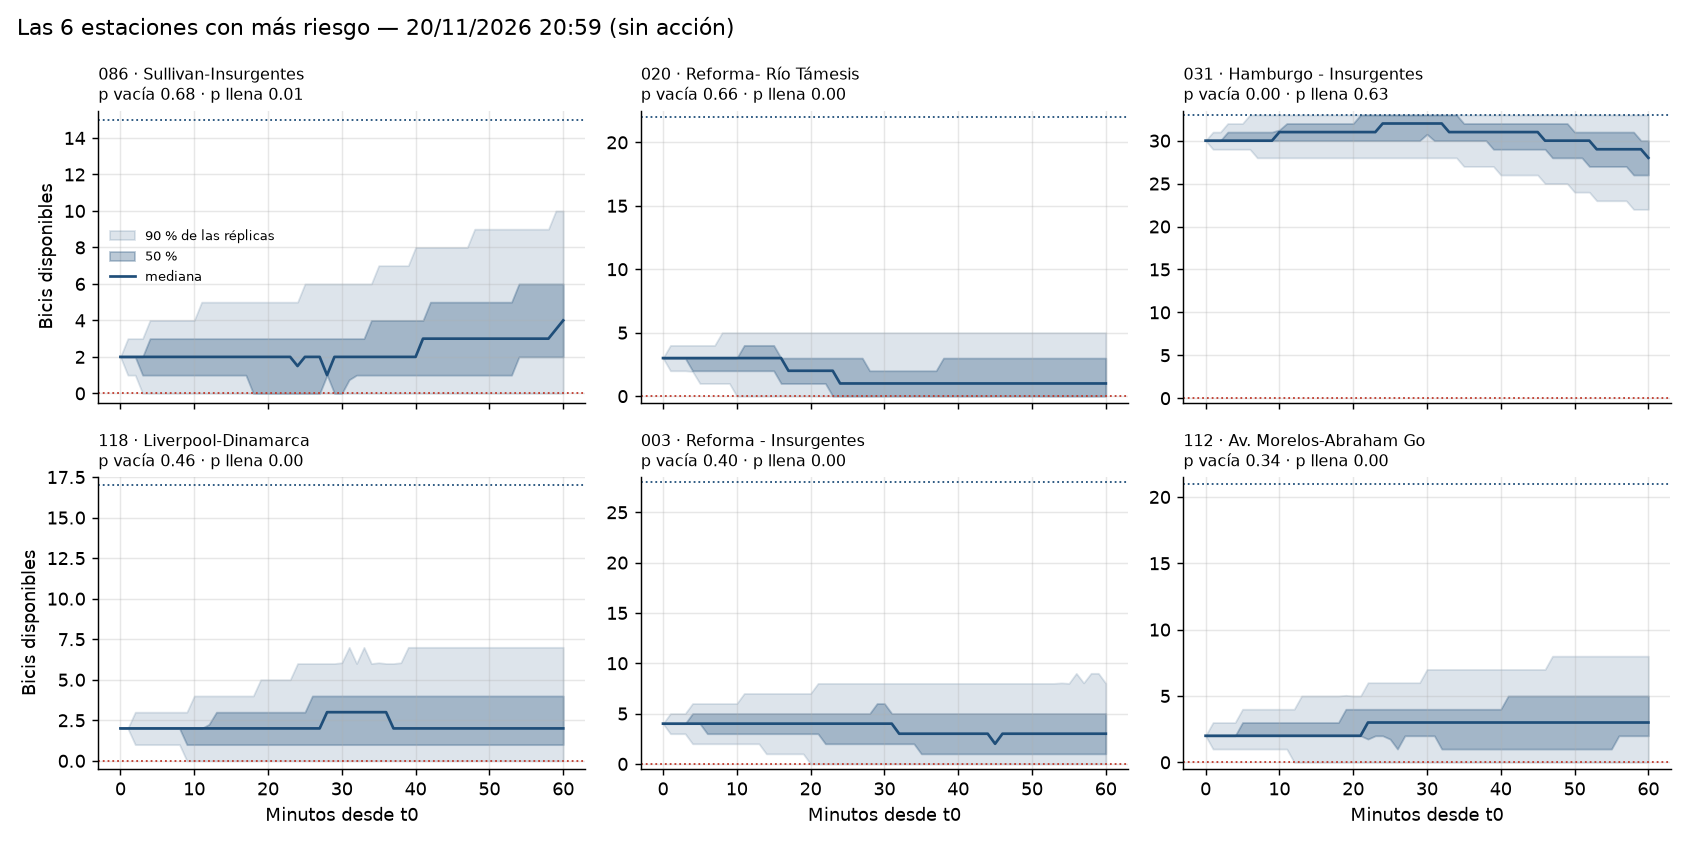 Las 6 estaciones con más riesgo — 20/11/2026 20:59 (sin acción)
086 · Sullivan-Insurgentes
p vacía 0.68 · p llena 0.01
14
12
10
8
6
4
2
0
Bicis disponibles
90 % de las réplicas
50 %
mediana
020 · Reforma- Río Támesis
p vacía 0.66 · p llena 0.00
20
15
10
5
0
031 · Hamburgo - Insurgentes
p vacía 0.00 · p llena 0.63
30
25
20
15
10
5
0
118 · Liverpool-Dinamarca
p vacía 0.46 · p llena 0.00
17.5
15.0
12.5
10.0
7.5
5.0
2.5
0.0
Bicis disponibles
0 10 20 30 40 50 60
Minutos desde t0
003 · Reforma - Insurgentes
p vacía 0.40 · p llena 0.00
25
20
15
10
5
0
0 10 20 30 40 50 60
Minutos desde t0
112 · Av. Morelos-Abraham Go
p vacía 0.34 · p llena 0.00
20
15
10
5
0
0 10 20 30 40 50 60
Minutos desde t0